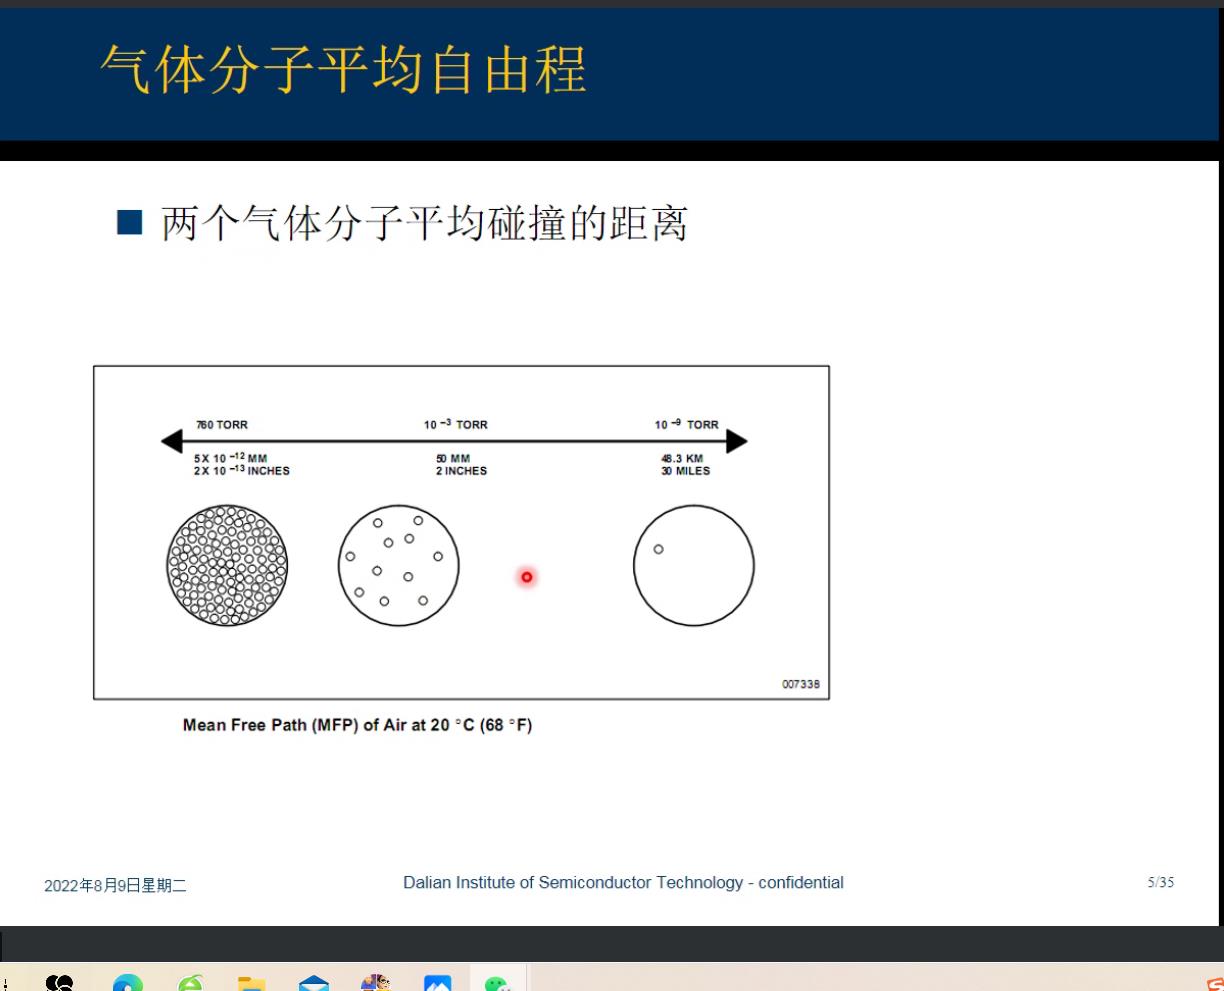 气体分子平均自由程
两个气体分子平均碰撞的距离
760 TORR
10 ⁻³ TORR
10 ⁻⁹ TORR
5 X 10 ⁻¹² MM
2 X 10 ⁻¹³ INCHES
50 MM
2 INCHES
48.3 KM
30 MILES
007338
Mean Free Path (MFP) of Air at 20 °C (68 °F)
2022年8月9日星期二
Dalian Institute of Semiconductor Technology - confidential
5/35